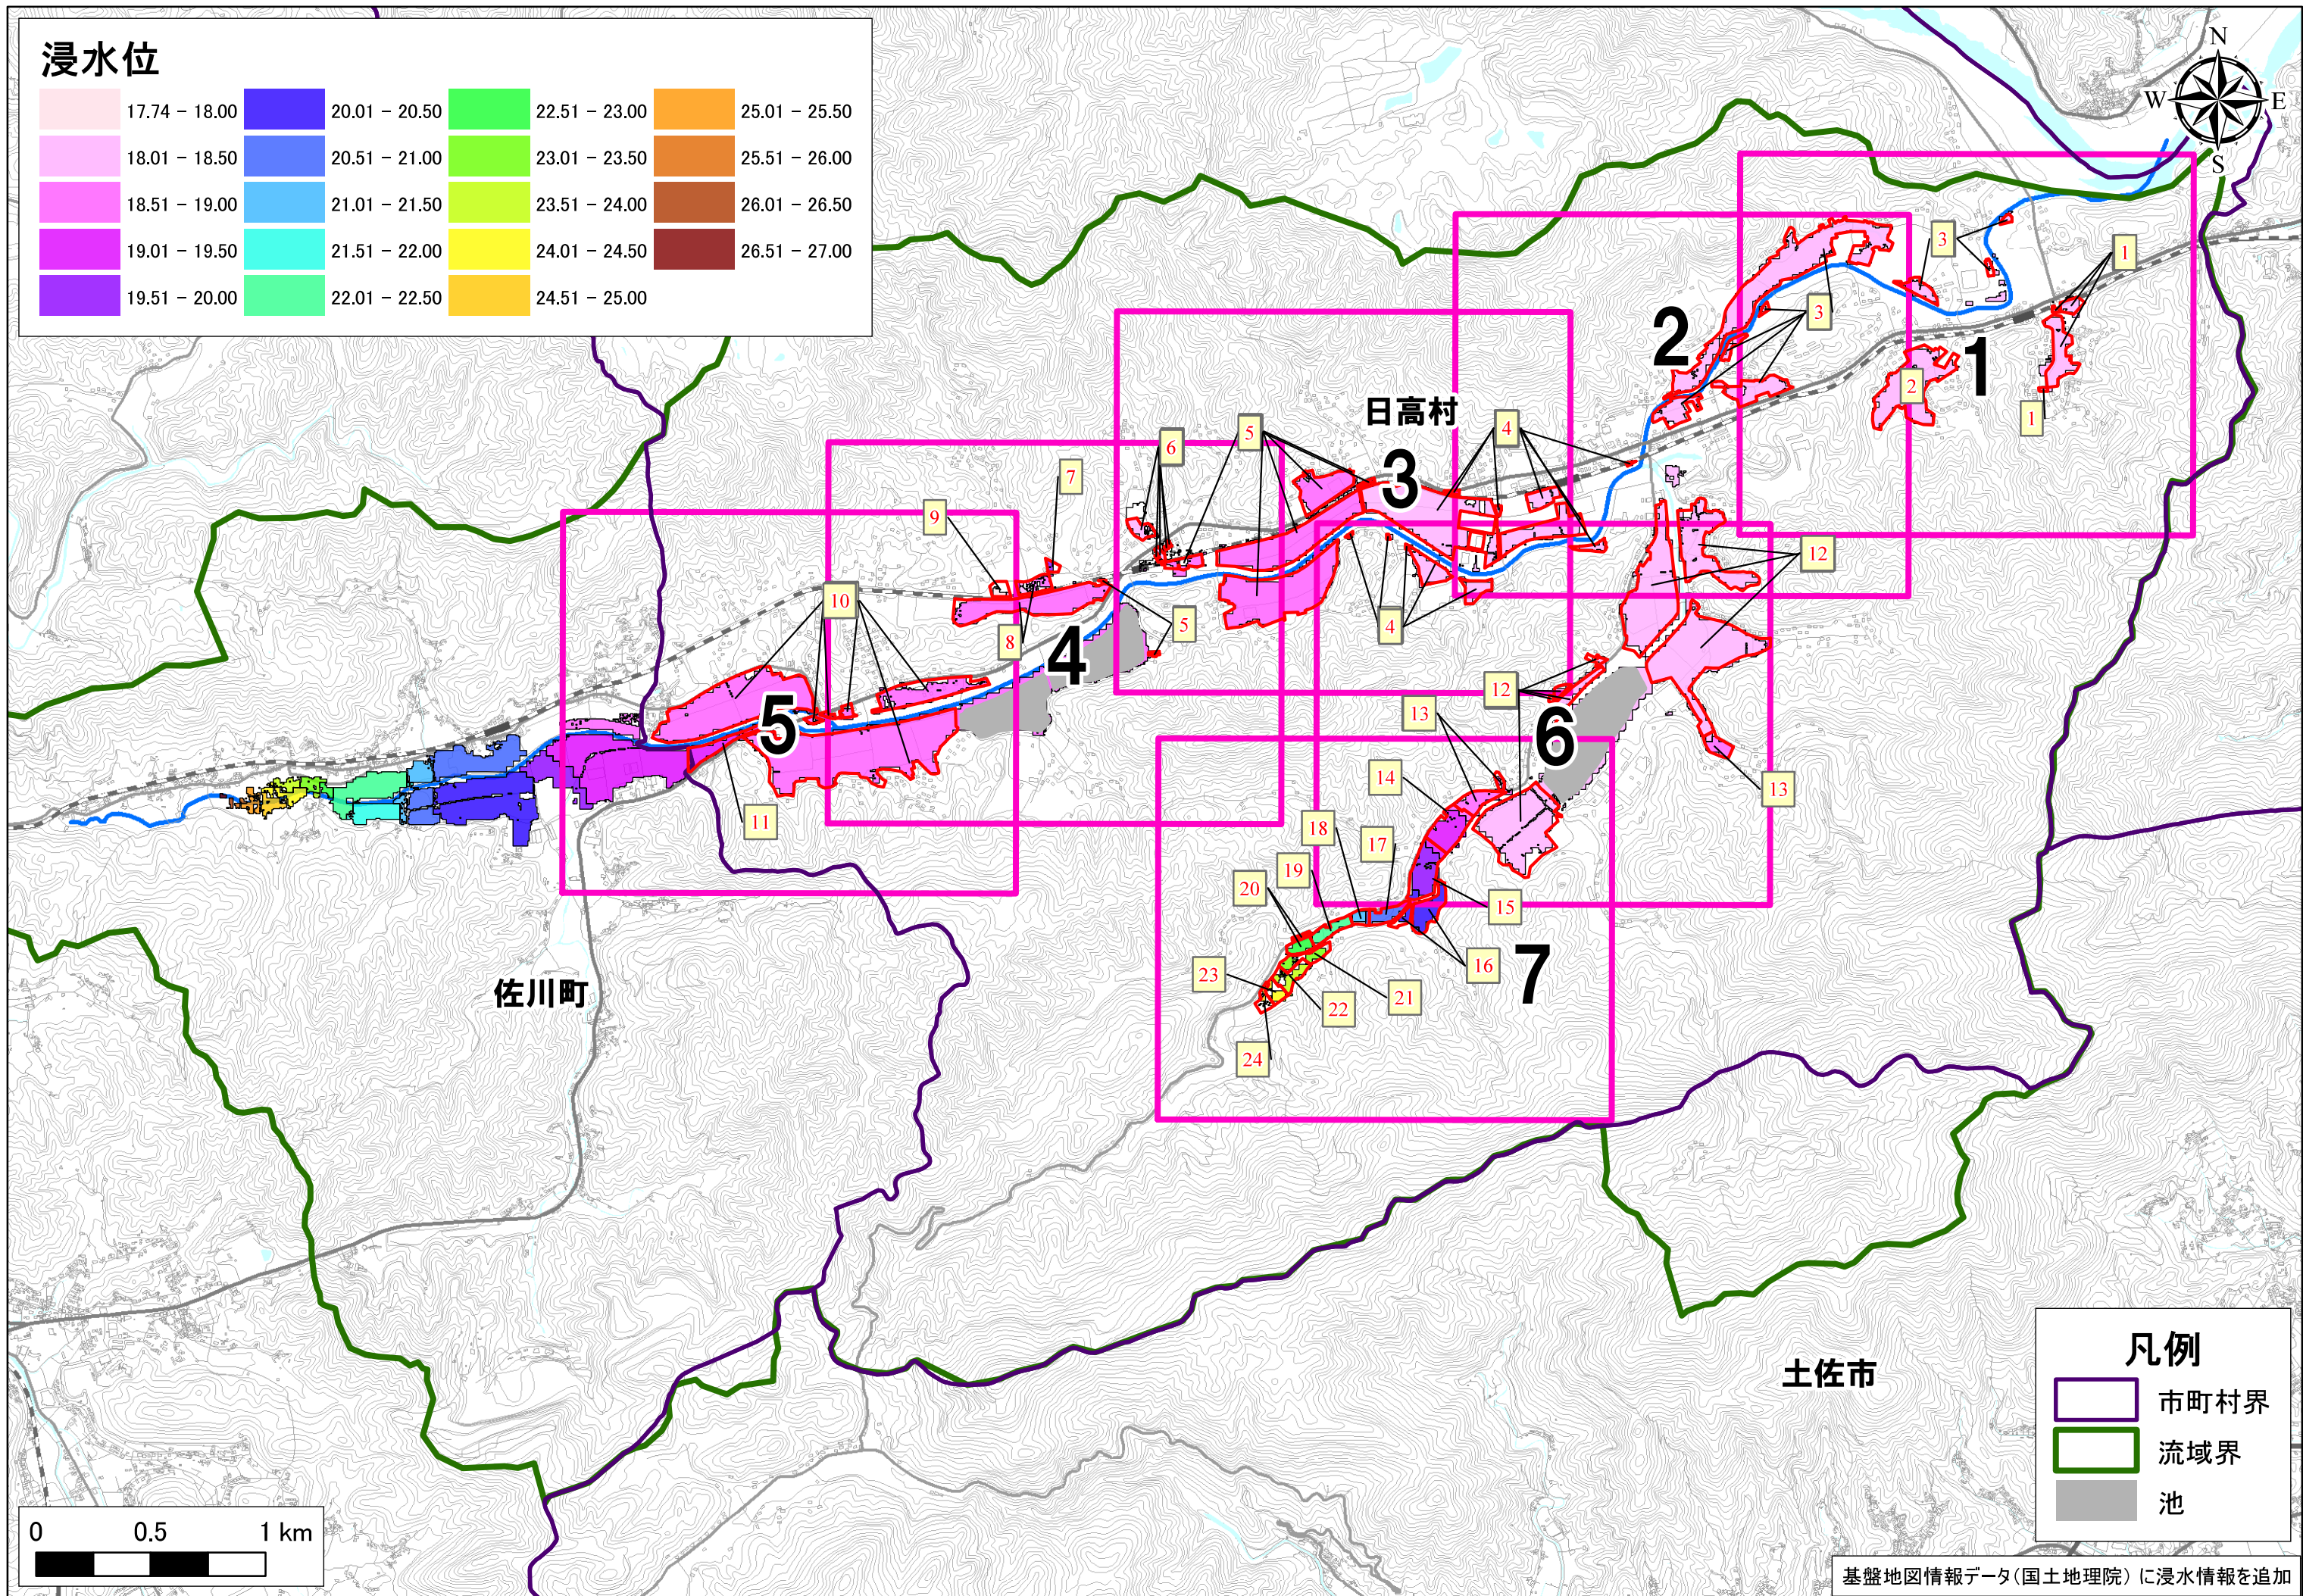 浸水位
17.74 － 18.00
20.01 － 20.50
22.51 － 23.00
25.01 － 25.50
18.01 － 18.50
20.51 － 21.00
23.01 － 23.50
25.51 － 26.00
18.51 － 19.00
21.01 － 21.50
23.51 － 24.00
26.01 － 26.50
19.01 － 19.50
21.51 － 22.00
24.01 － 24.50
26.51 － 27.00
19.51 － 20.00
22.01 － 22.50
24.51 － 25.00
N
W
E
S
3
1
3
2
1
2
1
日高村
4
5
6
3
7
9
12
10
5
4
8
4
12
13
5
6
14
13
11
18
17
19
20
15
16
7
23
21
22
24
佐川町
土佐市
凡例
市町村界
流域界
池
0 0.5 1 km
基盤地図情報データ(国土地理院) に浸水情報を追加